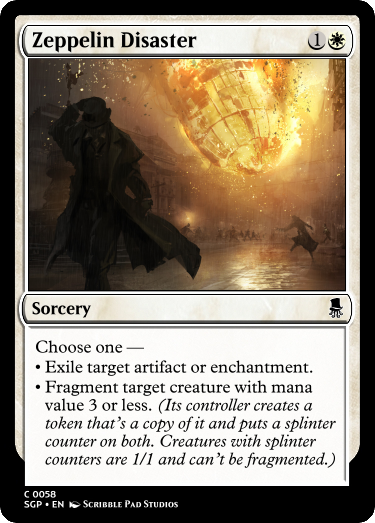 Zeppelin Disaster 1
Sorcery
Choose one —
• Exile target artifact or enchantment.
• Fragment target creature with mana
value 3 or less. (Its controller creates a
token that's a copy of it and puts a splinter
counter on both. Creatures with splinter
counters are 1/1 and can't be fragmented.)
C 0058
SGP • EN Scribble Pad Studios